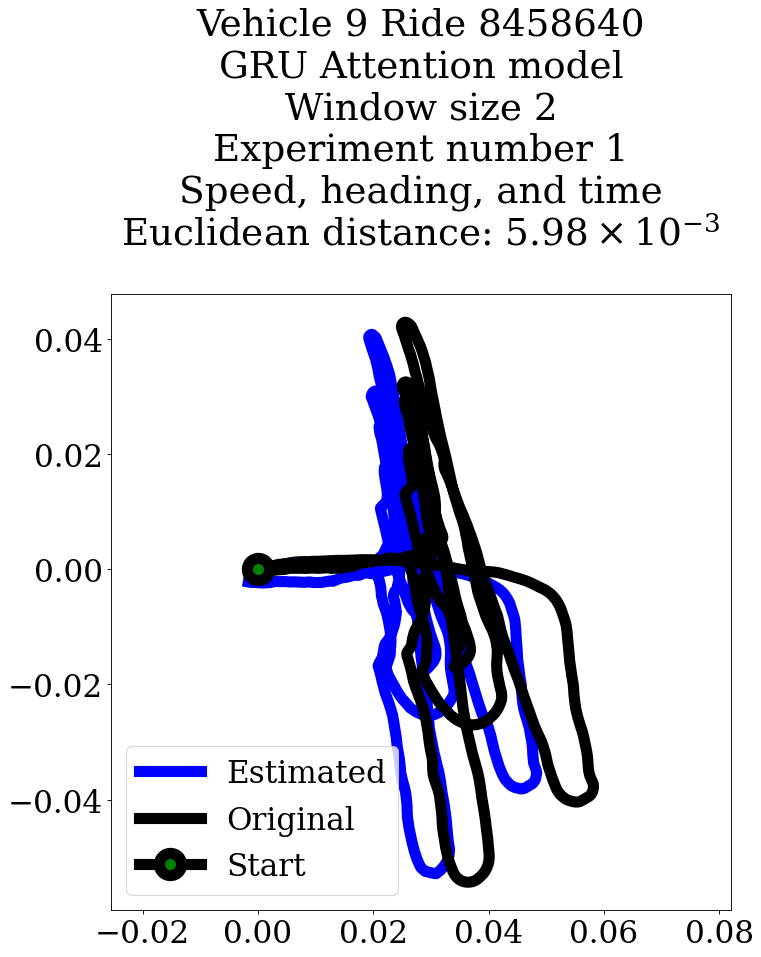 Vehicle 9 Ride 8458640
GRU Attention model
Window size 2
Experiment number 1
Speed, heading, and time
Euclidean distance: 5.98 × 10⁻³
0.04
0.02
0.00
−0.02
−0.04
Estimated
Original
Start
−0.02 0.00 0.02 0.04 0.06 0.08